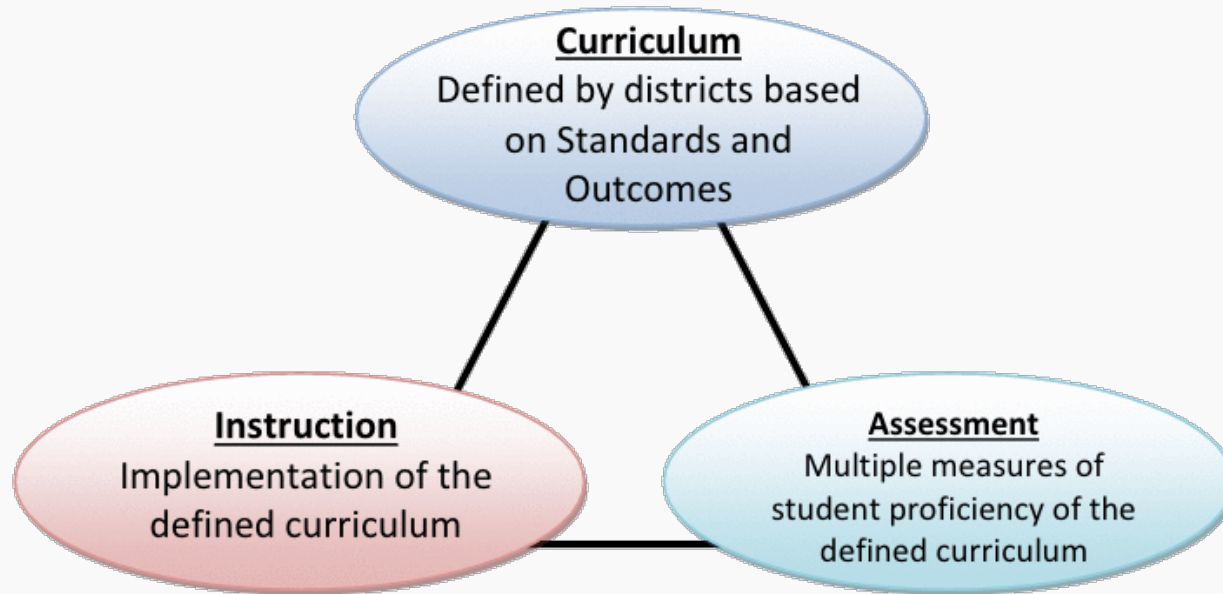 Curriculum
Defined by districts based
on Standards and
Outcomes
Instruction
Implementation of the
defined curriculum
Assessment
Multiple measures of
student proficiency of the
defined curriculum